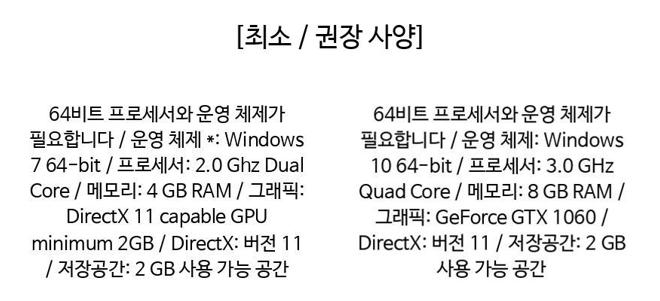 [최소 / 권장 사양]
64비트 프로세서와 운영 체제가
필요합니다 / 운영 체제 *: Windows
7 64-bit / 프로세서: 2.0 Ghz Dual
Core / 메모리: 4 GB RAM / 그래픽:
DirectX 11 capable GPU
minimum 2GB / DirectX: 버전 11
/ 저장공간: 2 GB 사용 가능 공간
64비트 프로세서와 운영 체제가
필요합니다 / 운영 체제: Windows
10 64-bit / 프로세서: 3.0 GHz
Quad Core / 메모리: 8 GB RAM /
그래픽: GeForce GTX 1060 /
DirectX: 버전 11 / 저장공간: 2 GB
사용 가능 공간